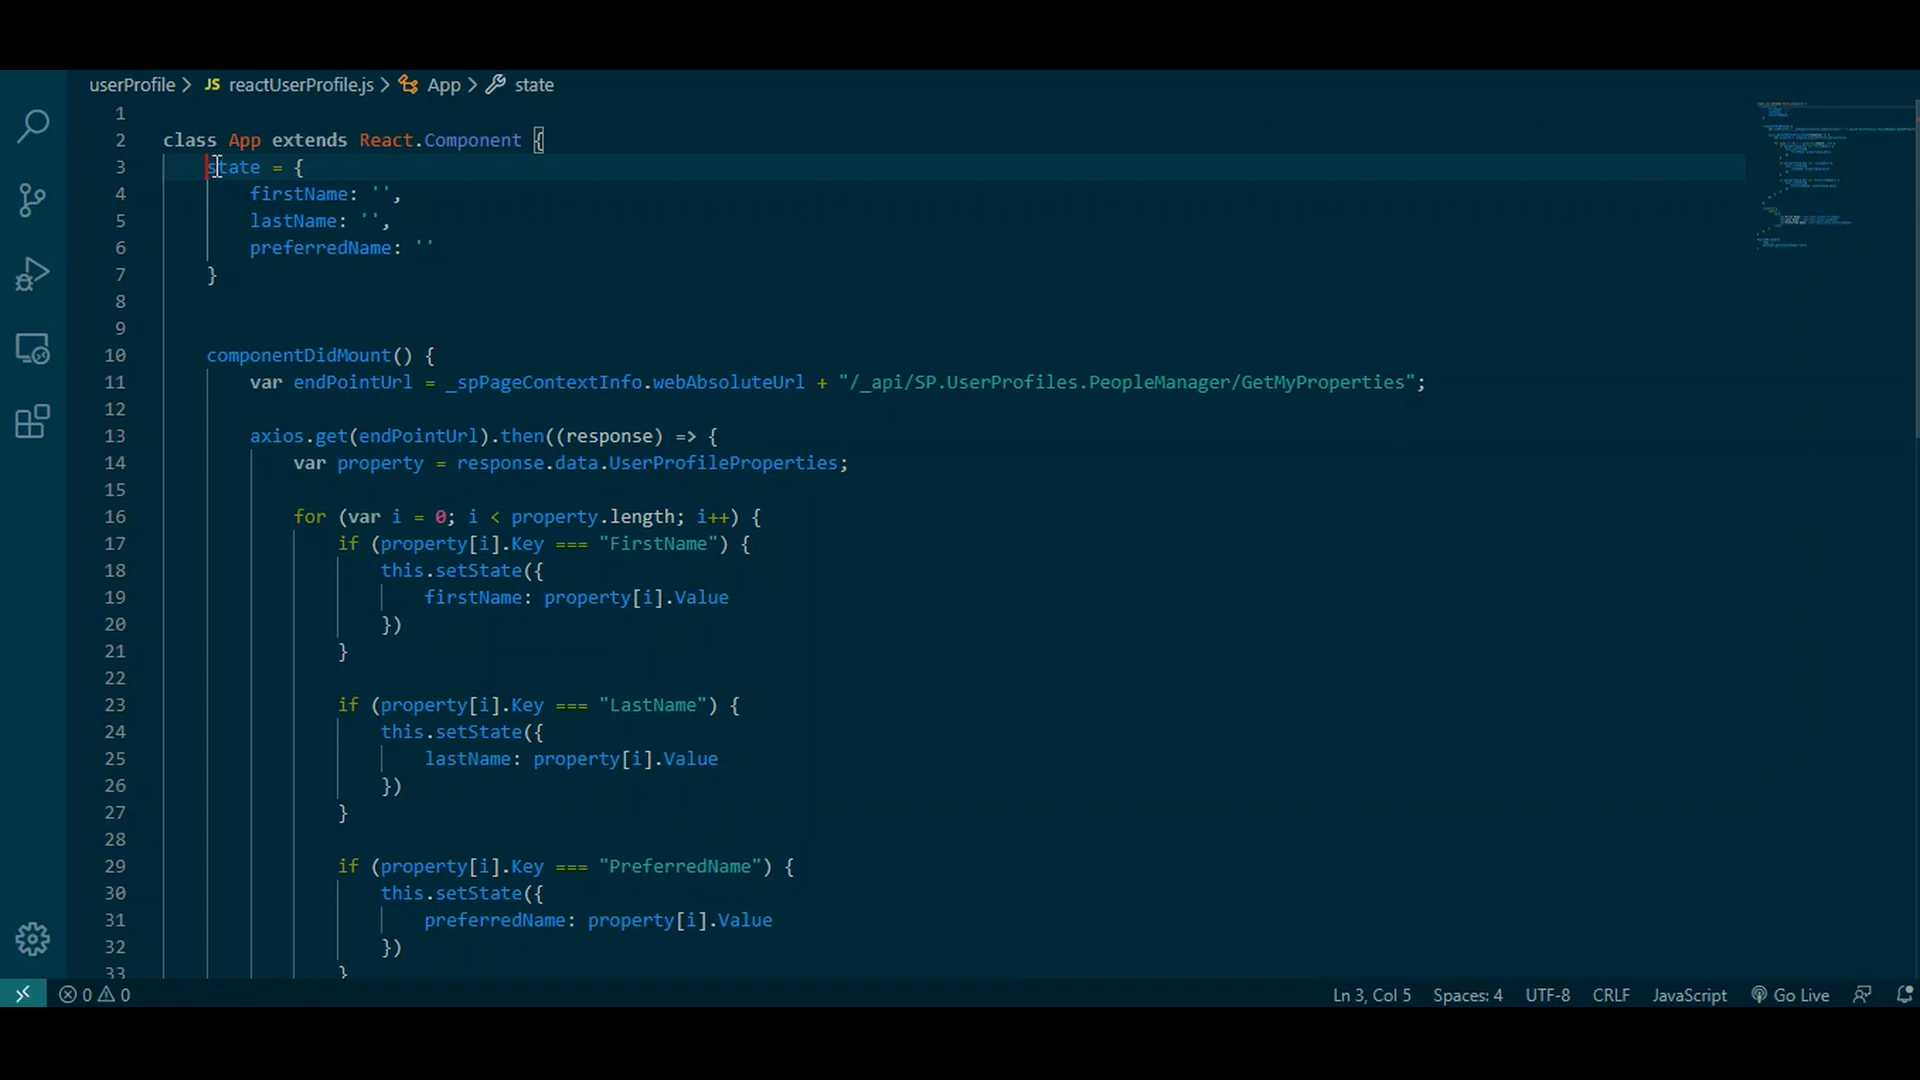 userProfile > JS reactUserProfile.js > App > state
1
2 class App extends React.Component {
3 state = {
4 firstName: '',
5 lastName: '',
6 preferredName: ''
7 }
8
9
10 componentDidMount() {
11 var endPointUrl = _spPageContextInfo.webAbsoluteUrl + "/_api/SP.UserProfiles.PeopleManager/GetMyProperties";
12
13 axios.get(endPointUrl).then((response) => {
14 var property = response.data.UserProfileProperties;
15
16 for (var i = 0; i < property.length; i++) {
17 if (property[i].Key === "FirstName") {
18 this.setState({
19 firstName: property[i].Value
20 })
21 }
22
23 if (property[i].Key === "LastName") {
24 this.setState({
25 lastName: property[i].Value
26 })
27 }
28
29 if (property[i].Key === "PreferredName") {
30 this.setState({
31 preferredName: property[i].Value
32 })
33 }
0 0 Ln 3, Col 5 Spaces: 4 UTF-8 CRLF JavaScript Go Live